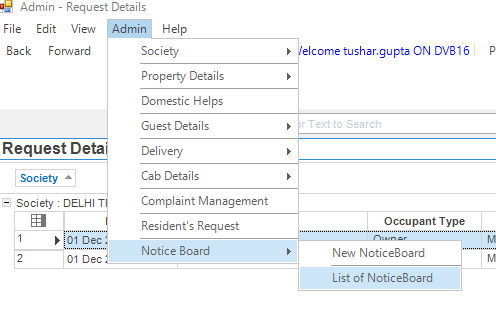 Admin - Request Details
File Edit View Admin Help
Back Forward Welcome tushar.gupta ON DVB16
Society
Property Details
Domestic Helps
Guest Details
Delivery
Cab Details
Complaint Management
Resident's Request
Notice Board
New NoticeBoard
List of NoticeBoard
Text to Search
Request Detai
Society
Society : DELHI
Occupant Type
1 01 Dec 2 Owner
2 01 Dec 2